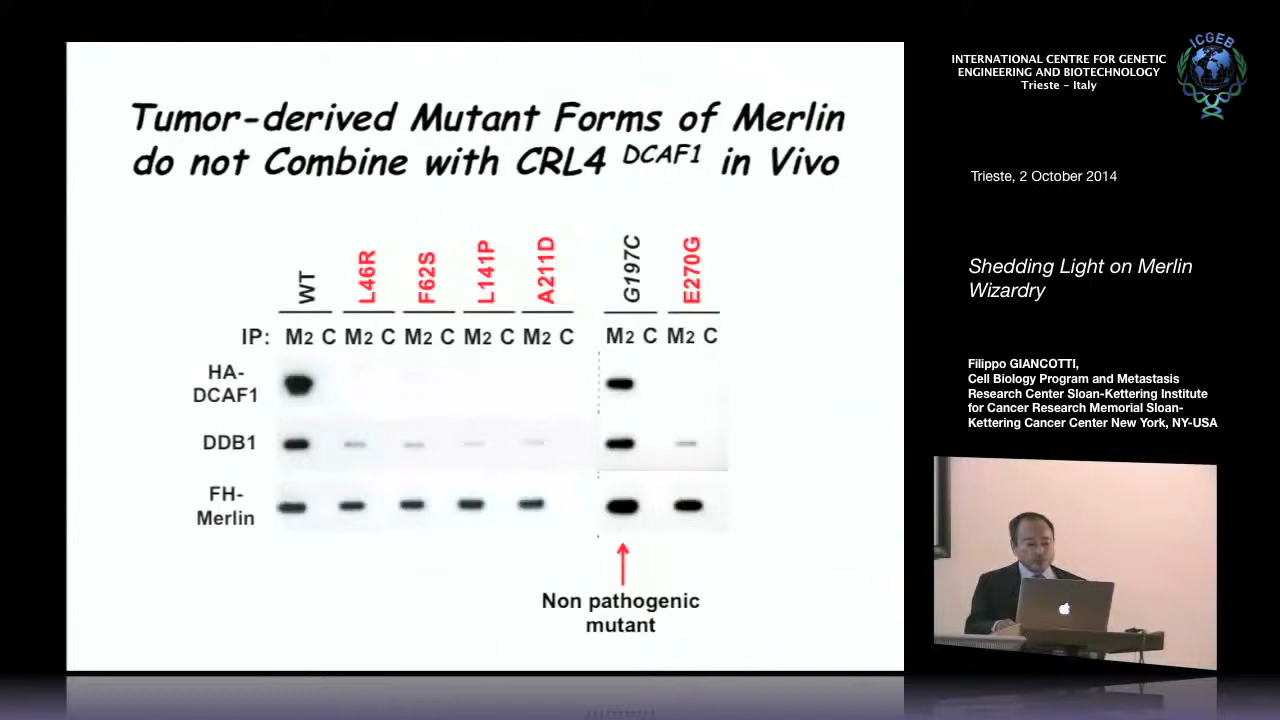 Tumor-derived Mutant Forms of Merlin
do not Combine with CRL4 DCAF1 in Vivo
WT L46R F62S L141P A211D G197C E270G
IP: M2 C M2 C M2 C M2 C M2 C M2 C M2 C
HA-
DCAF1
DDB1
FH-
Merlin
Non pathogenic
mutant
INTERNATIONAL CENTRE FOR GENETIC
ENGINEERING AND BIOTECHNOLOGY
Trieste – Italy
ICGEB
Trieste, 2 October 2014
Shedding Light on Merlin
Wizardry
Filippo GIANCOTTI,
Cell Biology Program and Metastasis
Research Center Sloan-Kettering Institute
for Cancer Research Memorial Sloan-
Kettering Cancer Center New York, NY-USA